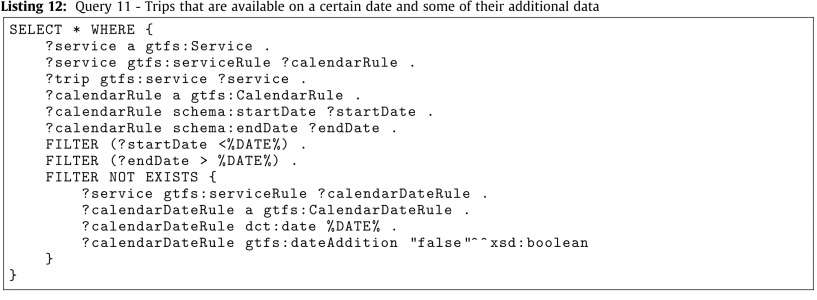 Listing 12: Query 11 - Trips that are available on a certain date and some of their additional data
SELECT * WHERE {
    ?service a gtfs:Service .
    ?service gtfs:serviceRule ?calendarRule .
    ?trip gtfs:service ?service .
    ?calendarRule a gtfs:CalendarRule .
    ?calendarRule schema:startDate ?startDate .
    ?calendarRule schema:endDate ?endDate .
    FILTER (?startDate <%DATE%) .
    FILTER (?endDate > %DATE%) .
    FILTER NOT EXISTS {
        ?service gtfs:serviceRule ?calendarDateRule .
        ?calendarDateRule a gtfs:CalendarDateRule .
        ?calendarDateRule dct:date %DATE% .
        ?calendarDateRule gtfs:dateAddition "false"^^xsd:boolean
    }
}